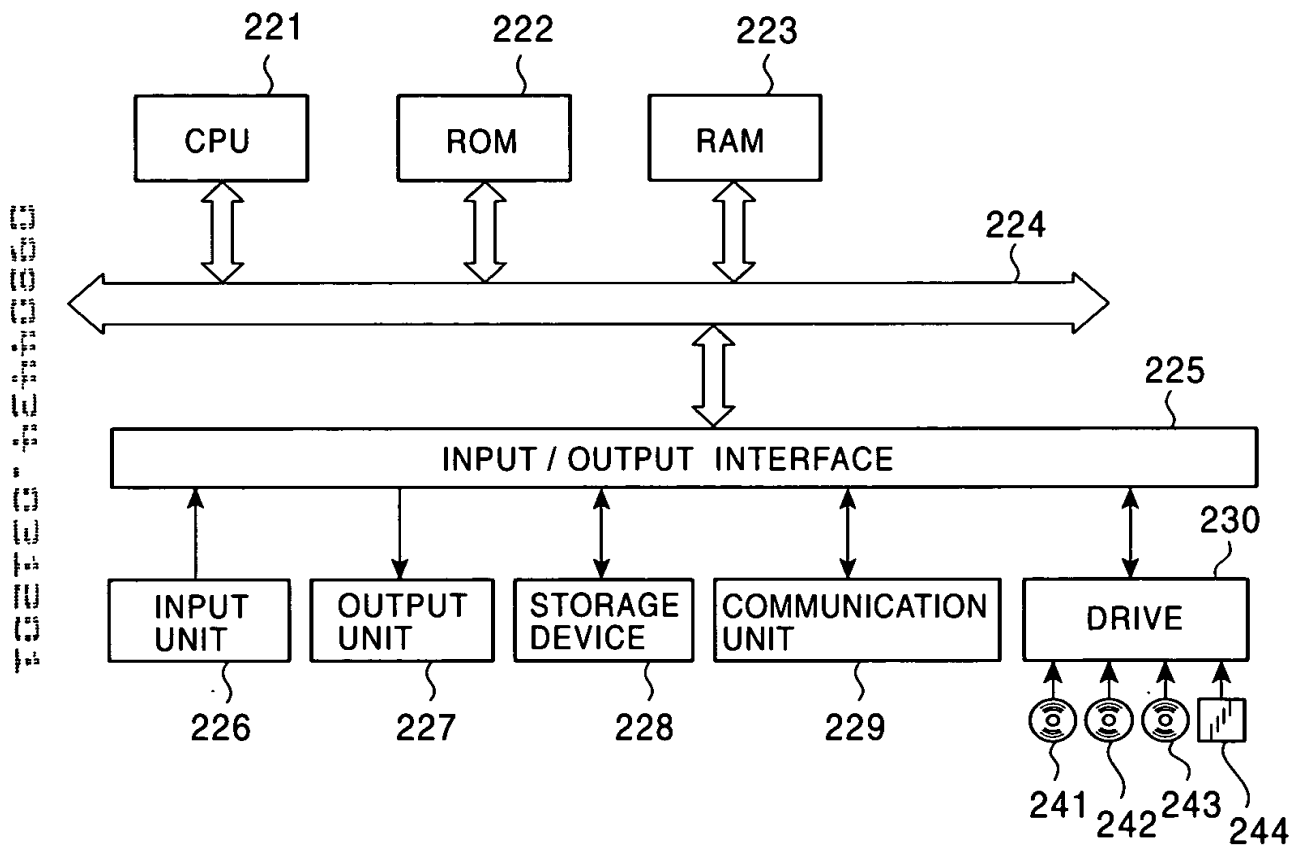 221
222
223
CPU
ROM
RAM
224
225
INPUT / OUTPUT INTERFACE
230
INPUT
UNIT
OUTPUT
UNIT
STORAGE
DEVICE
COMMUNICATION
UNIT
DRIVE
226
227
228
229
241
242
243
244